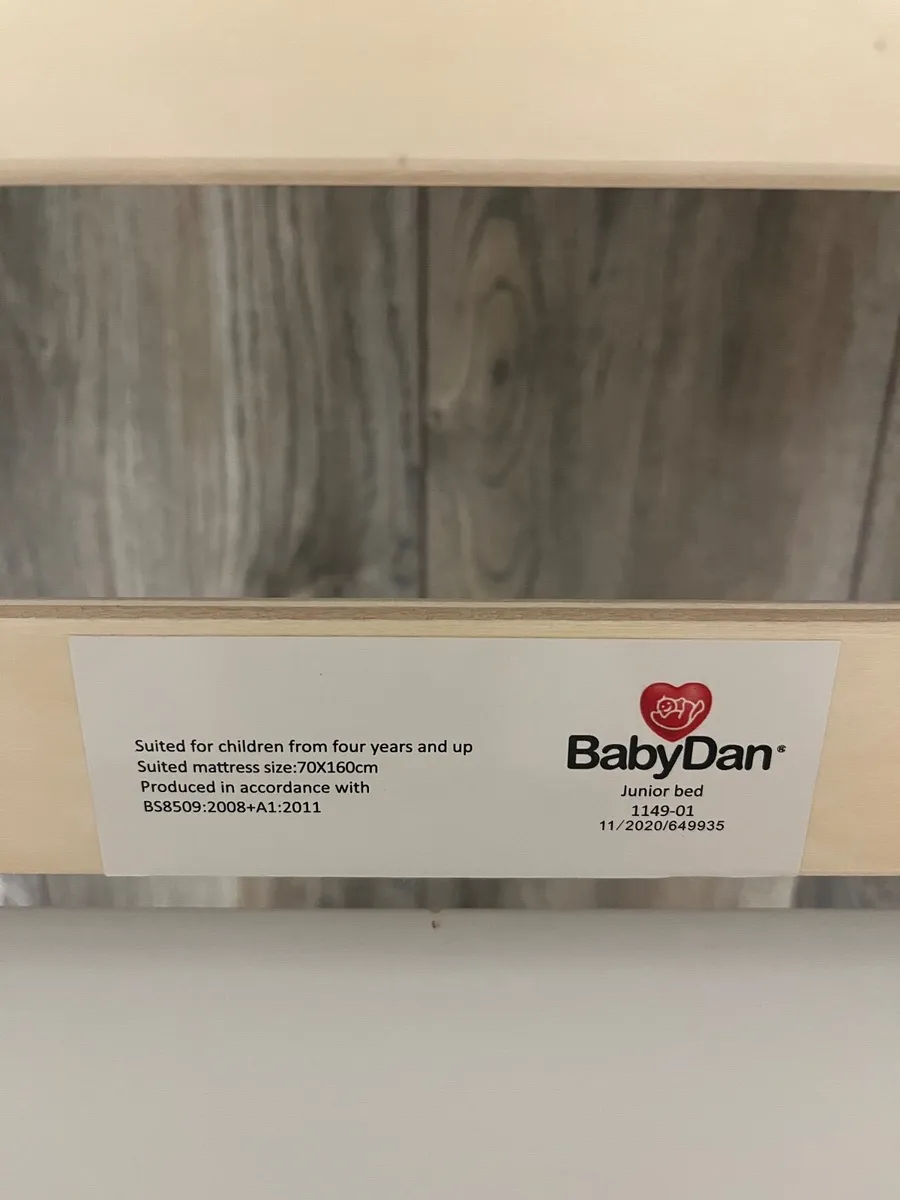 Suited for children from four years and up
Suited mattress size:70X160cm
Produced in accordance with
BS8509:2008+A1:2011
BabyDan®
Junior bed
1149-01
11/2020/649935